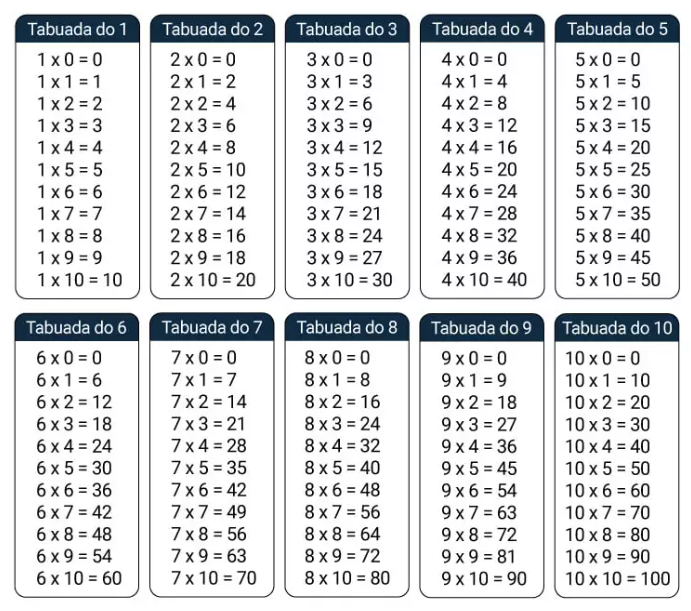 Tabuada do 1
1 x 0 = 0
1 x 1 = 1
1 x 2 = 2
1 x 3 = 3
1 x 4 = 4
1 x 5 = 5
1 x 6 = 6
1 x 7 = 7
1 x 8 = 8
1 x 9 = 9
1 x 10 = 10
Tabuada do 2
2 x 0 = 0
2 x 1 = 2
2 x 2 = 4
2 x 3 = 6
2 x 4 = 8
2 x 5 = 10
2 x 6 = 12
2 x 7 = 14
2 x 8 = 16
2 x 9 = 18
2 x 10 = 20
Tabuada do 3
3 x 0 = 0
3 x 1 = 3
3 x 2 = 6
3 x 3 = 9
3 x 4 = 12
3 x 5 = 15
3 x 6 = 18
3 x 7 = 21
3 x 8 = 24
3 x 9 = 27
3 x 10 = 30
Tabuada do 4
4 x 0 = 0
4 x 1 = 4
4 x 2 = 8
4 x 3 = 12
4 x 4 = 16
4 x 5 = 20
4 x 6 = 24
4 x 7 = 28
4 x 8 = 32
4 x 9 = 36
4 x 10 = 40
Tabuada do 5
5 x 0 = 0
5 x 1 = 5
5 x 2 = 10
5 x 3 = 15
5 x 4 = 20
5 x 5 = 25
5 x 6 = 30
5 x 7 = 35
5 x 8 = 40
5 x 9 = 45
5 x 10 = 50
Tabuada do 6
6 x 0 = 0
6 x 1 = 6
6 x 2 = 12
6 x 3 = 18
6 x 4 = 24
6 x 5 = 30
6 x 6 = 36
6 x 7 = 42
6 x 8 = 48
6 x 9 = 54
6 x 10 = 60
Tabuada do 7
7 x 0 = 0
7 x 1 = 7
7 x 2 = 14
7 x 3 = 21
7 x 4 = 28
7 x 5 = 35
7 x 6 = 42
7 x 7 = 49
7 x 8 = 56
7 x 9 = 63
7 x 10 = 70
Tabuada do 8
8 x 0 = 0
8 x 1 = 8
8 x 2 = 16
8 x 3 = 24
8 x 4 = 32
8 x 5 = 40
8 x 6 = 48
8 x 7 = 56
8 x 8 = 64
8 x 9 = 72
8 x 10 = 80
Tabuada do 9
9 x 0 = 0
9 x 1 = 9
9 x 2 = 18
9 x 3 = 27
9 x 4 = 36
9 x 5 = 45
9 x 6 = 54
9 x 7 = 63
9 x 8 = 72
9 x 9 = 81
9 x 10 = 90
Tabuada do 10
10 x 0 = 0
10 x 1 = 10
10 x 2 = 20
10 x 3 = 30
10 x 4 = 40
10 x 5 = 50
10 x 6 = 60
10 x 7 = 70
10 x 8 = 80
10 x 9 = 90
10 x 10 = 100